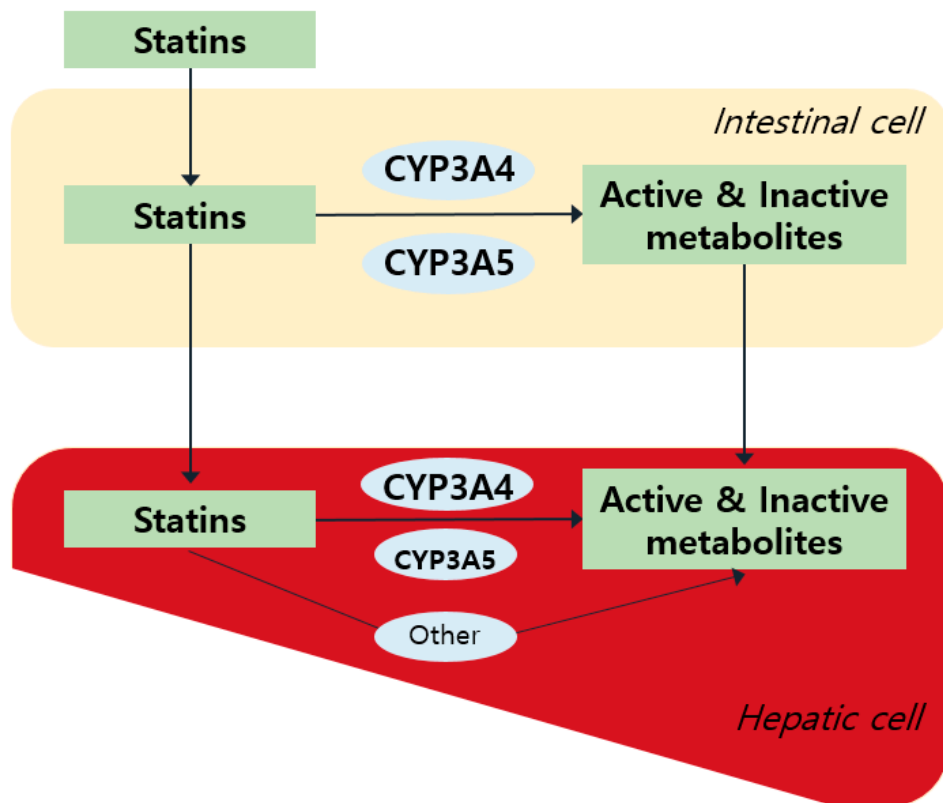 Statins
Intestinal cell
CYP3A4
Statins
Active & Inactive
metabolites
CYP3A5
CYP3A4
Statins
Active & Inactive
metabolites
CYP3A5
Other
Hepatic cell